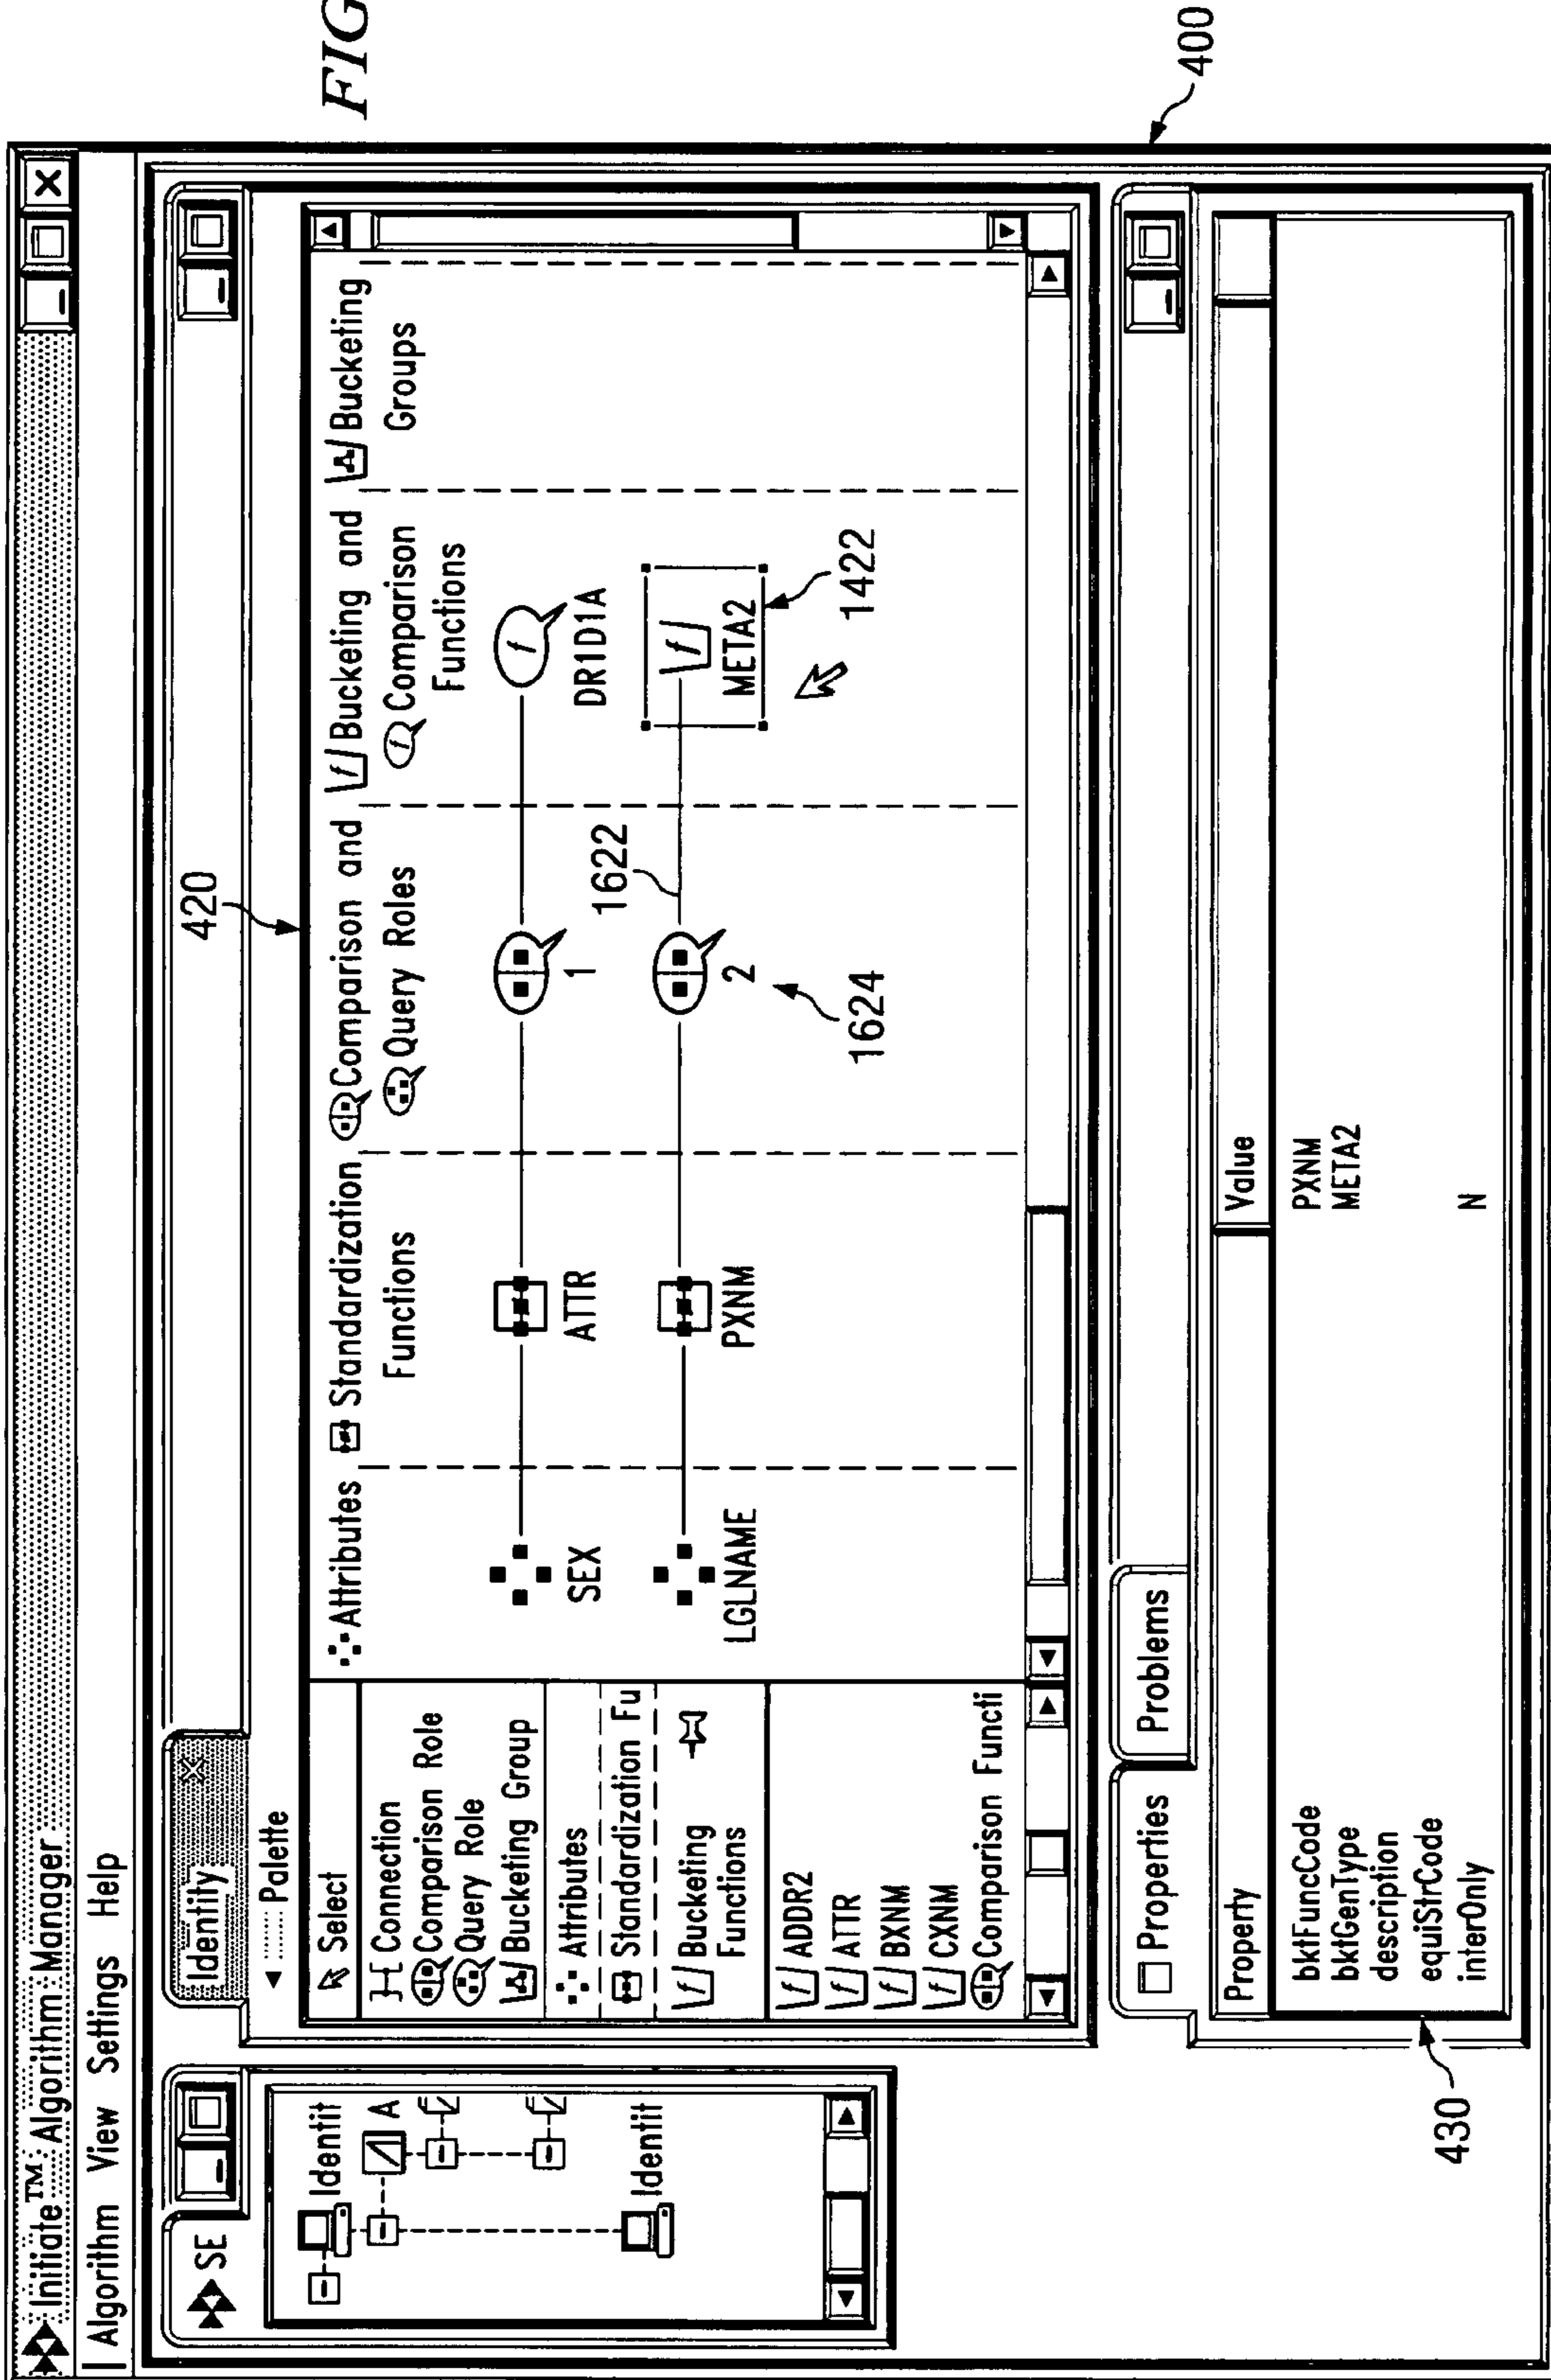 Initiate™ Algorithm Manager
Algorithm View Settings Help
FIG
SE
Identit
A
Identit
Identity
Palette
420
Select
Connection
Comparison Role
Query Role
Bucketing Group
Attributes
Standardization Fu
Bucketing
Functions
ADDR2
ATTR
BXNM
CXNM
Comparison Functi
Attributes
Standardization
Functions
Comparison and
Query Roles
Bucketing and
Comparison
Functions
Bucketing
Groups
SEX
ATTR
1
DR1D1A
1622
LGLNAME
PXNM
2
META2
1624
1422
400
Properties
Problems
Property Value
bktFuncCode PXNM
bktGenType META2
description
equiStrCode
interOnly N
430